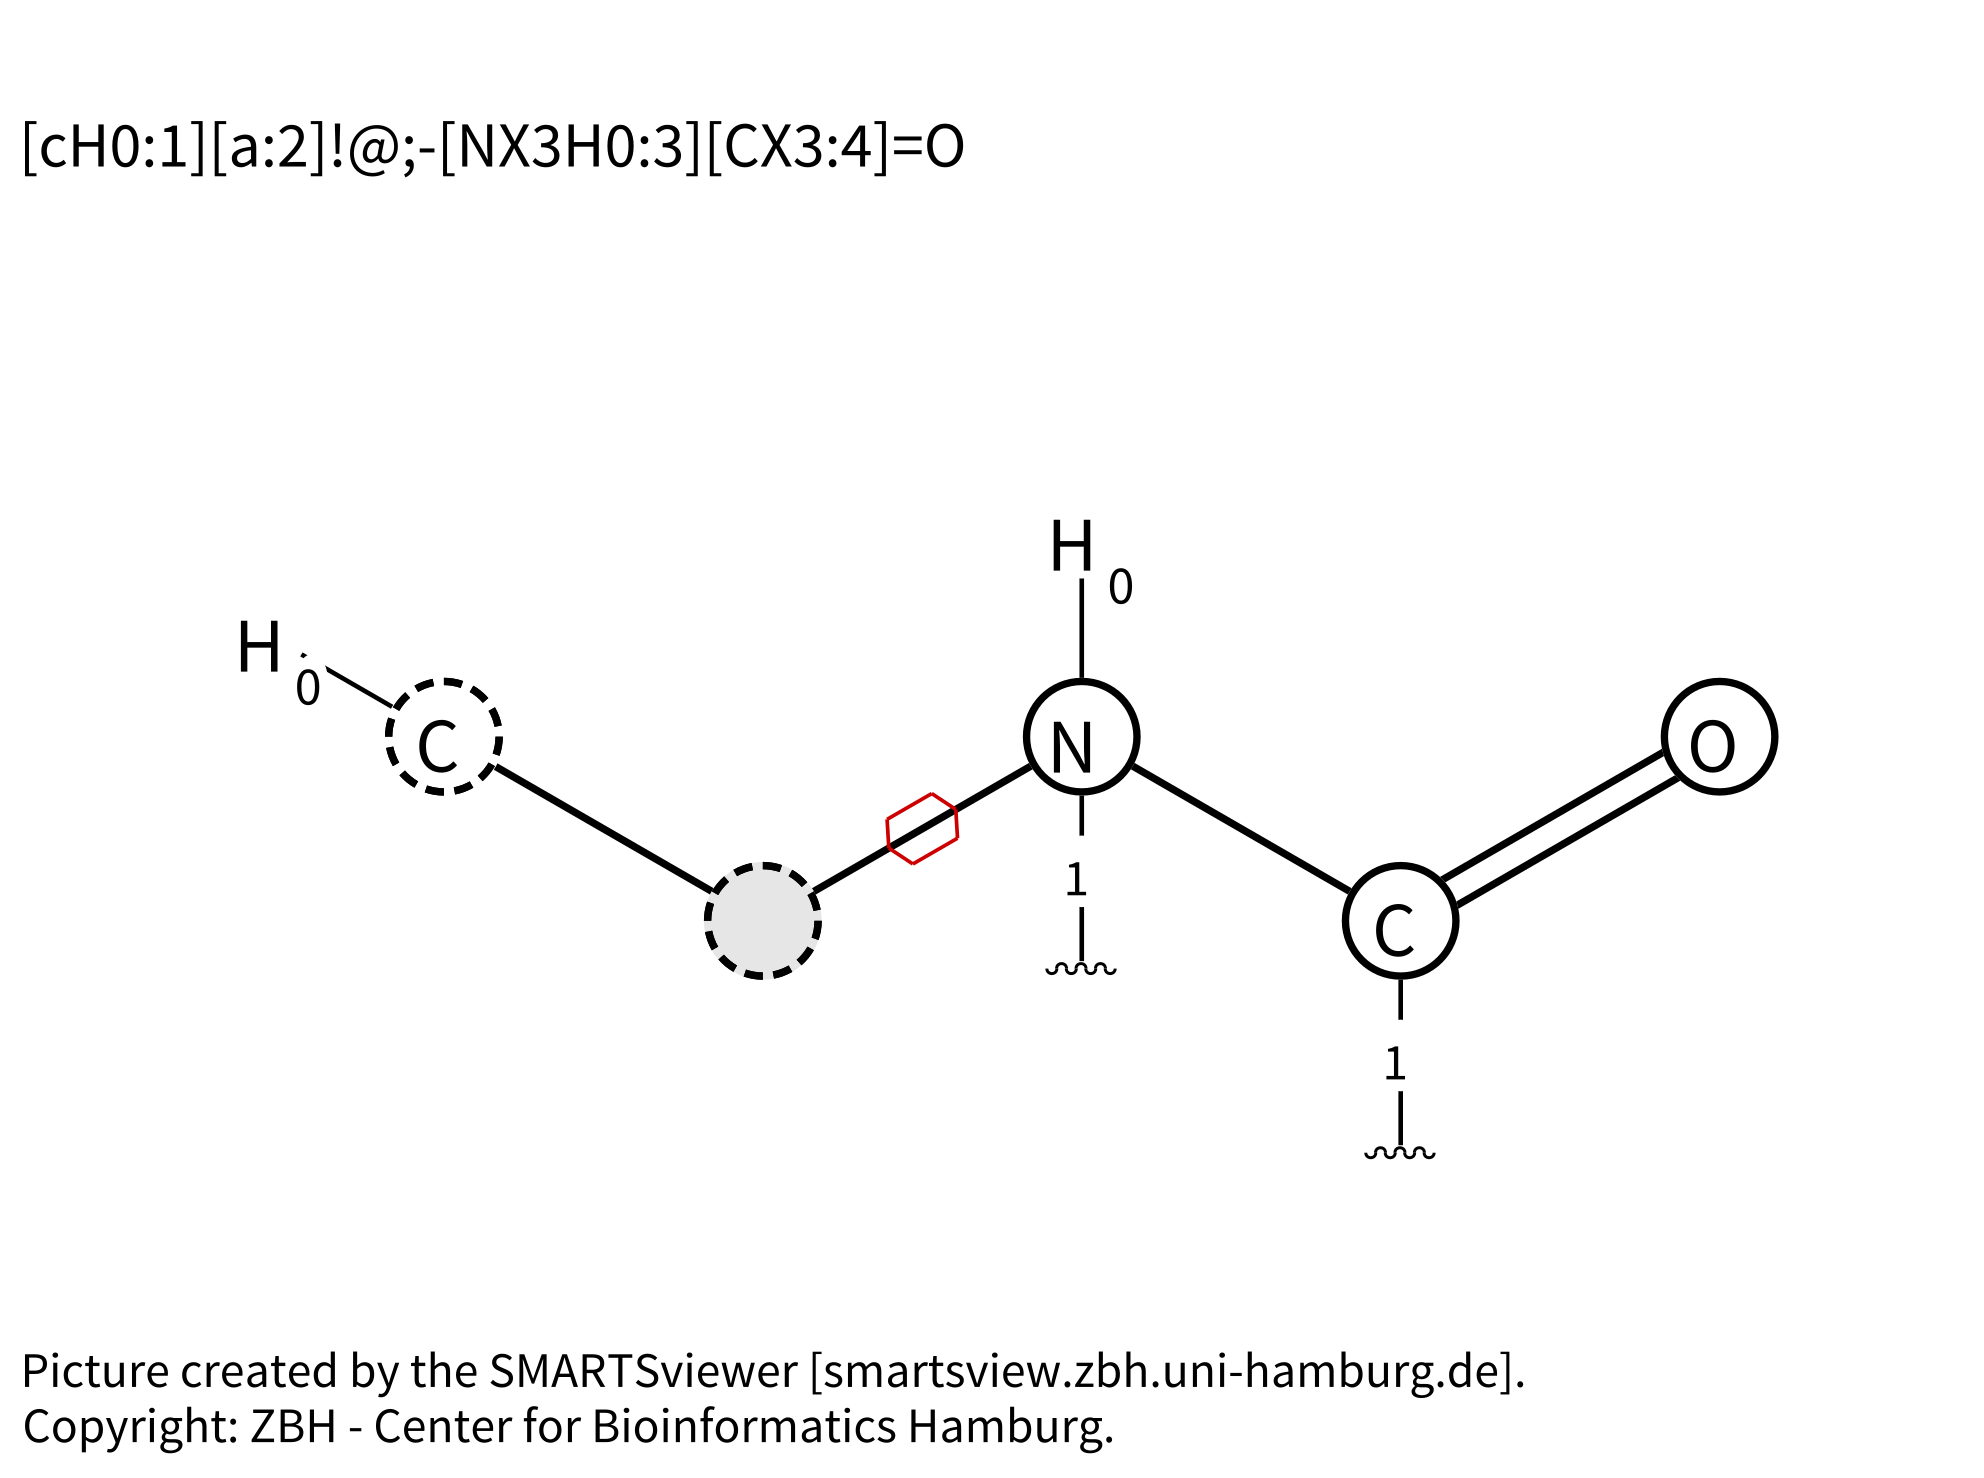 [cH0:1][a:2]!@;-[NX3H0:3][CX3:4]=O
H 0
H 0
C N O
1
C
1
Picture created by the SMARTSviewer [smartsview.zbh.uni-hamburg.de].
Copyright: ZBH - Center for Bioinformatics Hamburg.